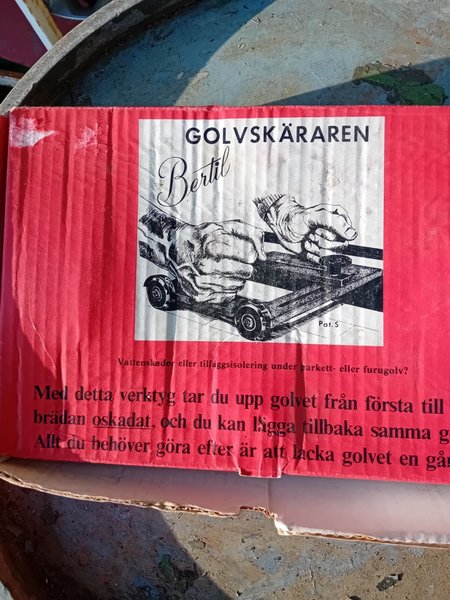 GOLVSKÄRAREN
Bertil
Pat. S
Vattenskador eller tilläggsisolering under parkett- eller furugolv?
Med detta verktyg tar du upp golvet från första till
brädan oskadat, och du kan lägga tillbaka samma g
Allt du behöver göra efter är att lacka golvet en gån